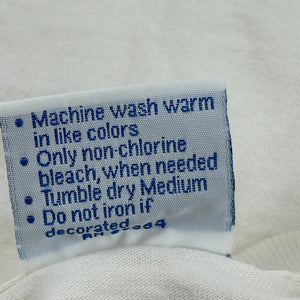 • Machine wash warm
in like colors
• Only non-chlorine
bleach, when needed
• Tumble dry Medium
• Do not iron if
decorated